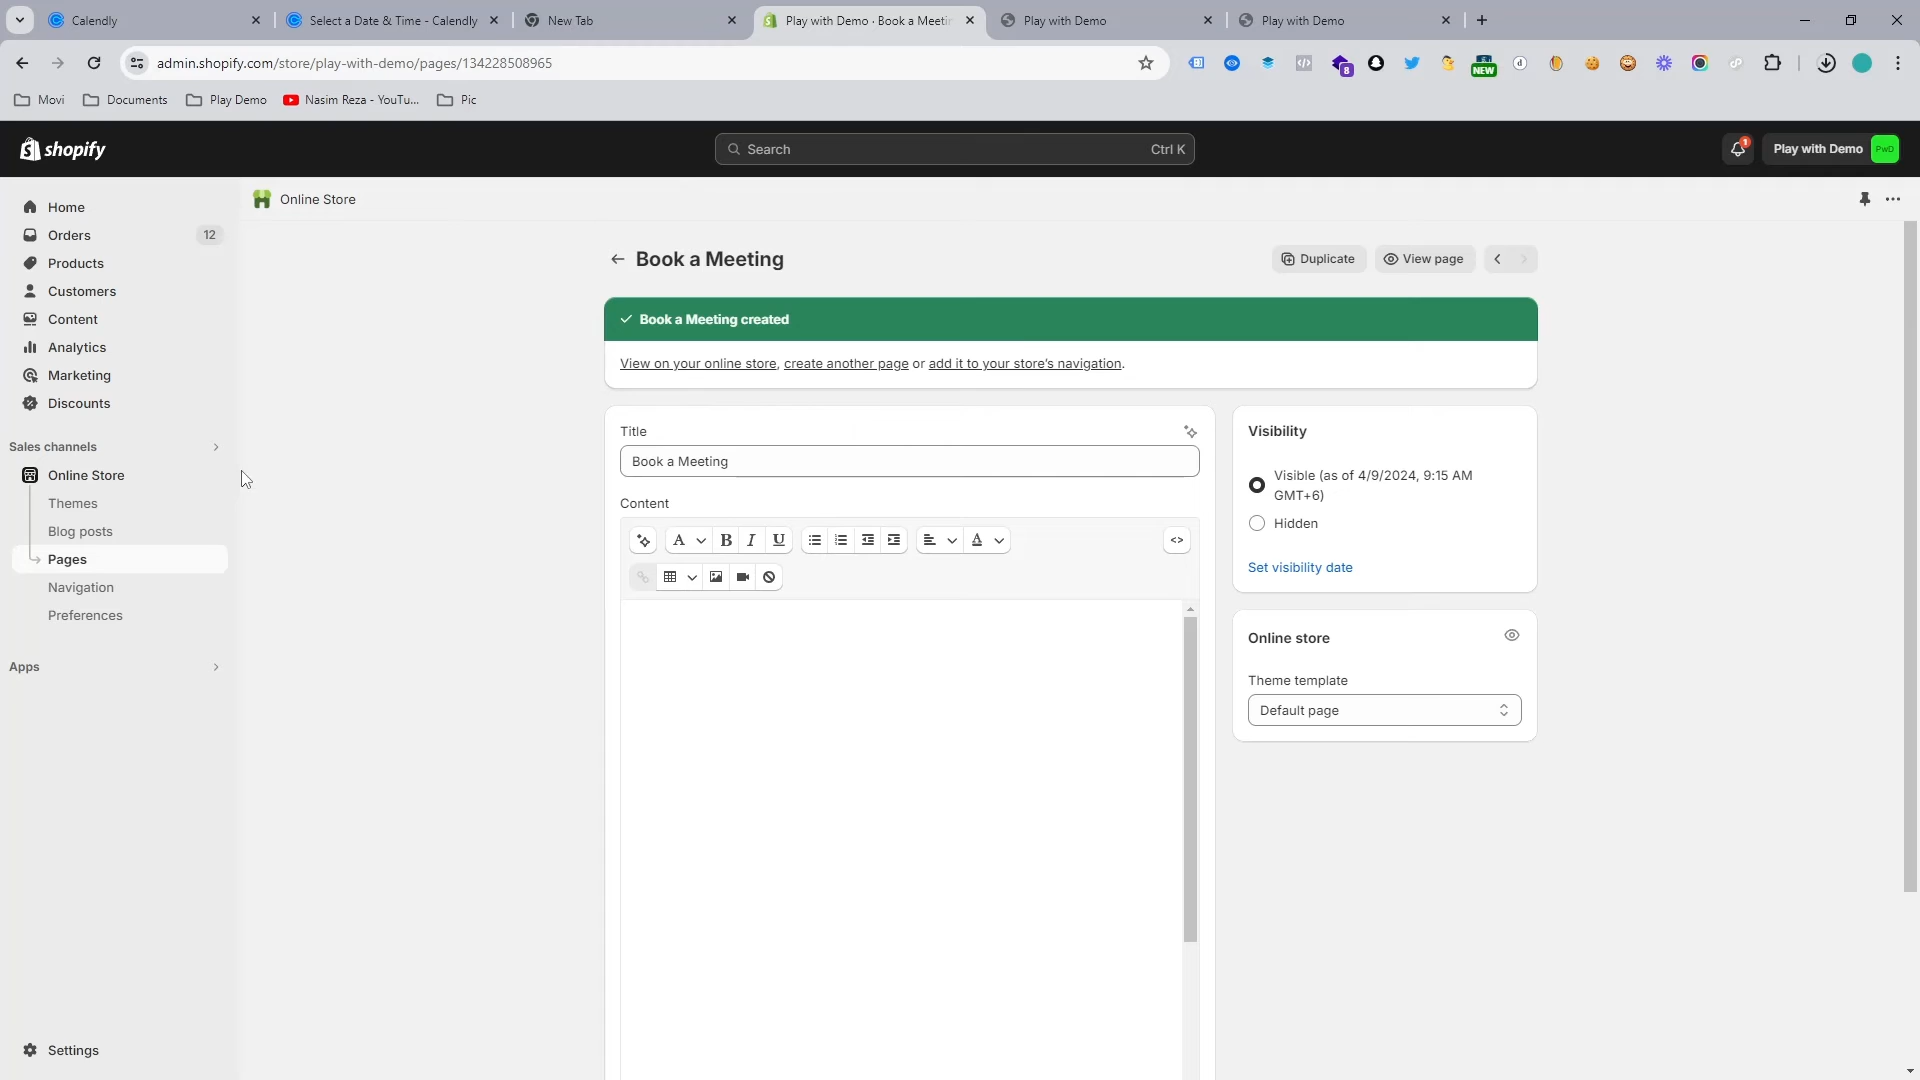 Calendly
Select a Date & Time - Calendly
New Tab
Play with Demo · Book a Meetin
Play with Demo
Play with Demo
admin.shopify.com/store/play-with-demo/pages/134228508965
8
NEW
Movi
Documents
Play Demo
Nasim Reza - YouTu...
Pic
shopify
Search
Ctrl K
1
Play with Demo
PwD
Home
Orders
12
Products
Customers
Content
Analytics
Marketing
Discounts
Sales channels
Online Store
Themes
Blog posts
Pages
Navigation
Preferences
Apps
Settings
Online Store
Book a Meeting
Duplicate
View page
Book a Meeting created
View on your online store, create another page or add it to your store's navigation.
Title
Book a Meeting
Content
A
B
I
U
A
<>
Visibility
Visible (as of 4/9/2024, 9:15 AM
GMT+6)
Hidden
Set visibility date
Online store
Theme template
Default page